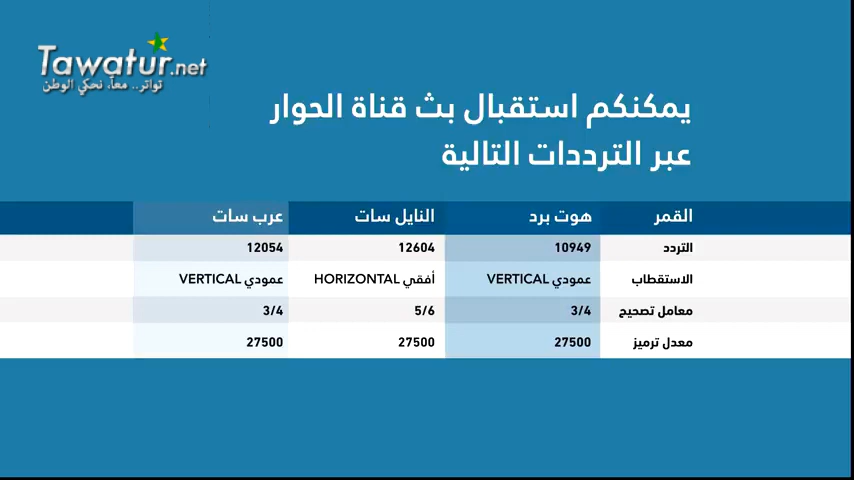 Tawatur.net
تواتر.. معاً، نحكي الوطن
يمكنكم استقبال بث قناة الحوار
عبر الترددات التالية
القمر هوت برد النايل سات عرب سات
التردد 10949 12604 12054
الاستقطاب عمودي VERTICAL أفقي HORIZONTAL عمودي VERTICAL
معامل تصحيح 3/4 5/6 3/4
معدل ترميز 27500 27500 27500